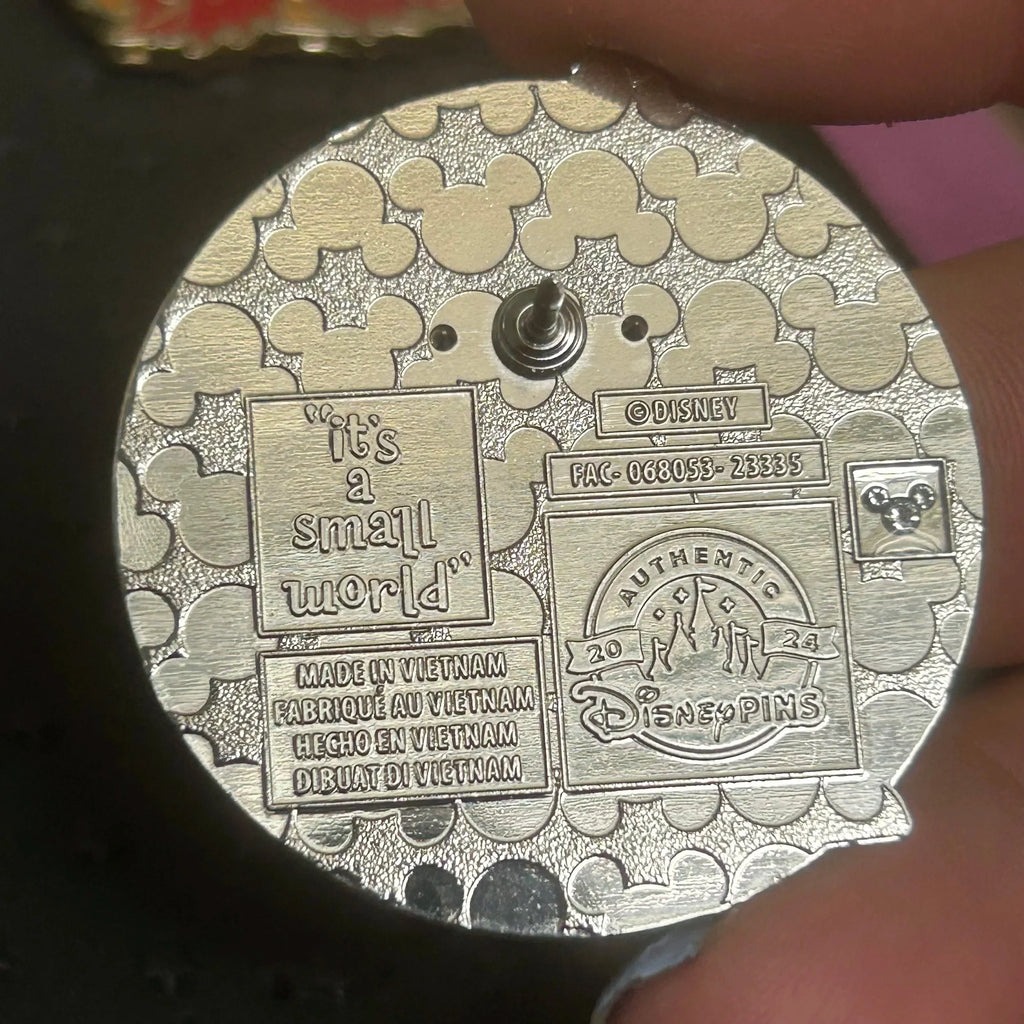 "it's
a
small
world"
©DISNEY
FAC- 068053- 23335
AUTHENTIC
20 24
DISNEY PINS
MADE IN VIETNAM
FABRIQUÉ AU VIETNAM
HECHO EN VIETNAM
DIBUAT DI VIETNAM